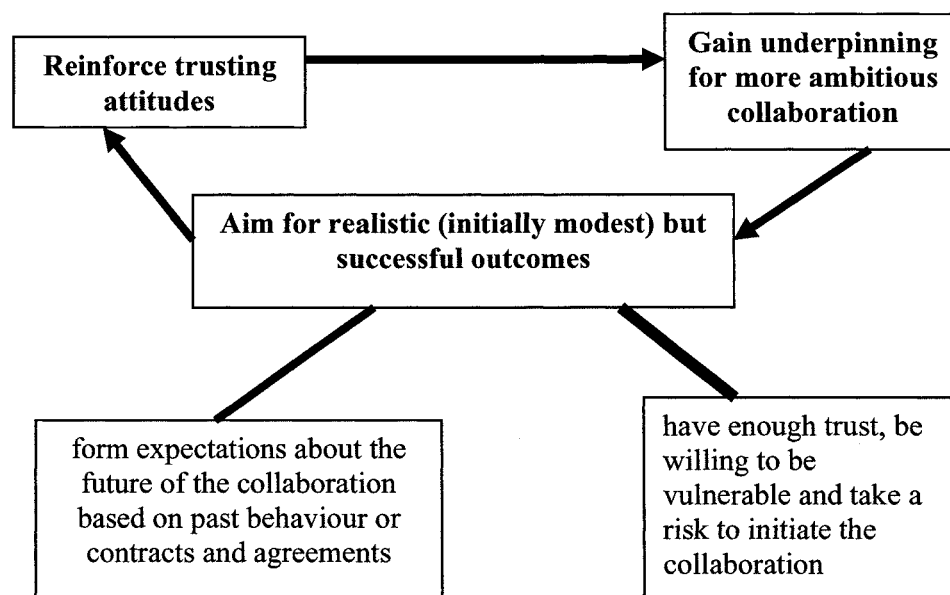 Reinforce trusting
attitudes
Gain underpinning
for more ambitious
collaboration
Aim for realistic (initially modest) but
successful outcomes
form expectations about the
future of the collaboration
based on past behaviour or
contracts and agreements
have enough trust, be
willing to be
vulnerable and take a
risk to initiate the
collaboration